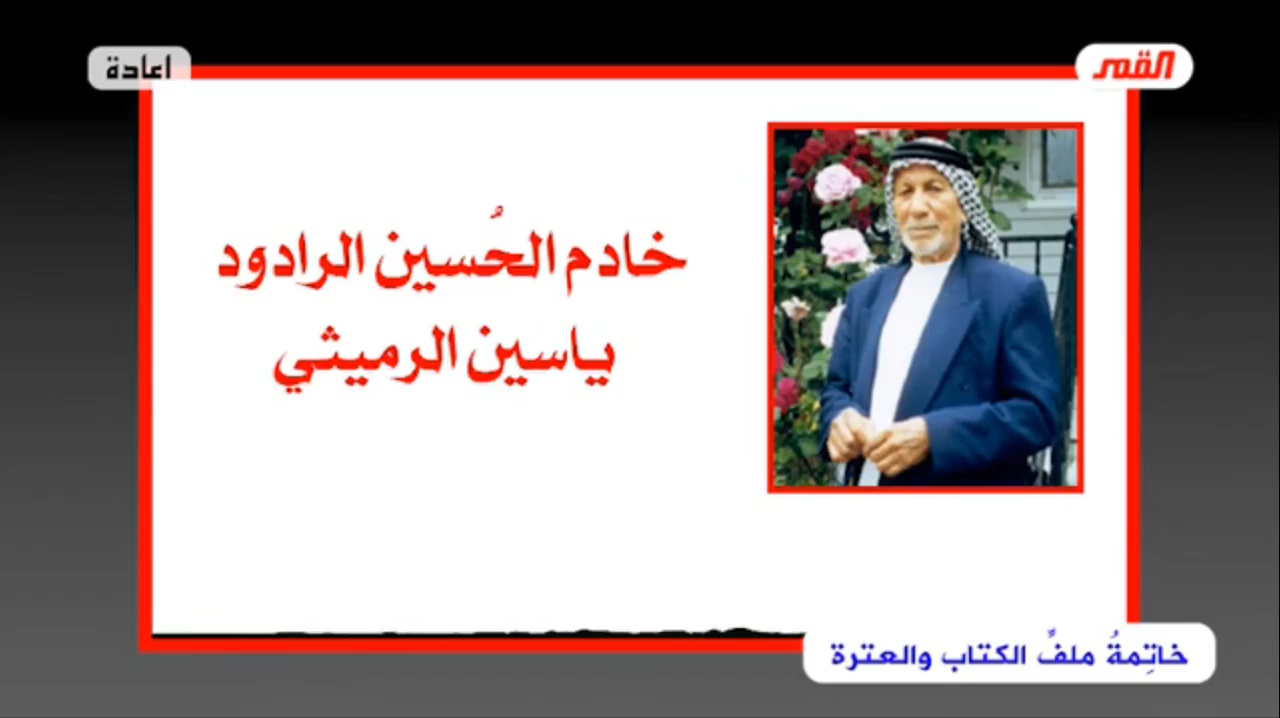 القمر
اعادة
خادم الحُسين الرادود
ياسين الرميثي
خاتِمةُ ملفِّ الكتاب والعترة